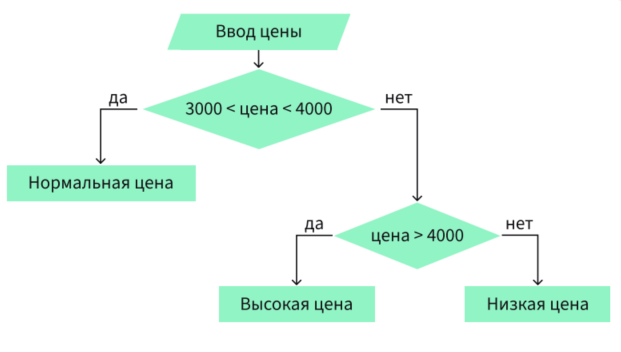 Ввод цены
да
3000 < цена < 4000
нет
Нормальная цена
да
цена > 4000
нет
Высокая цена
Низкая цена